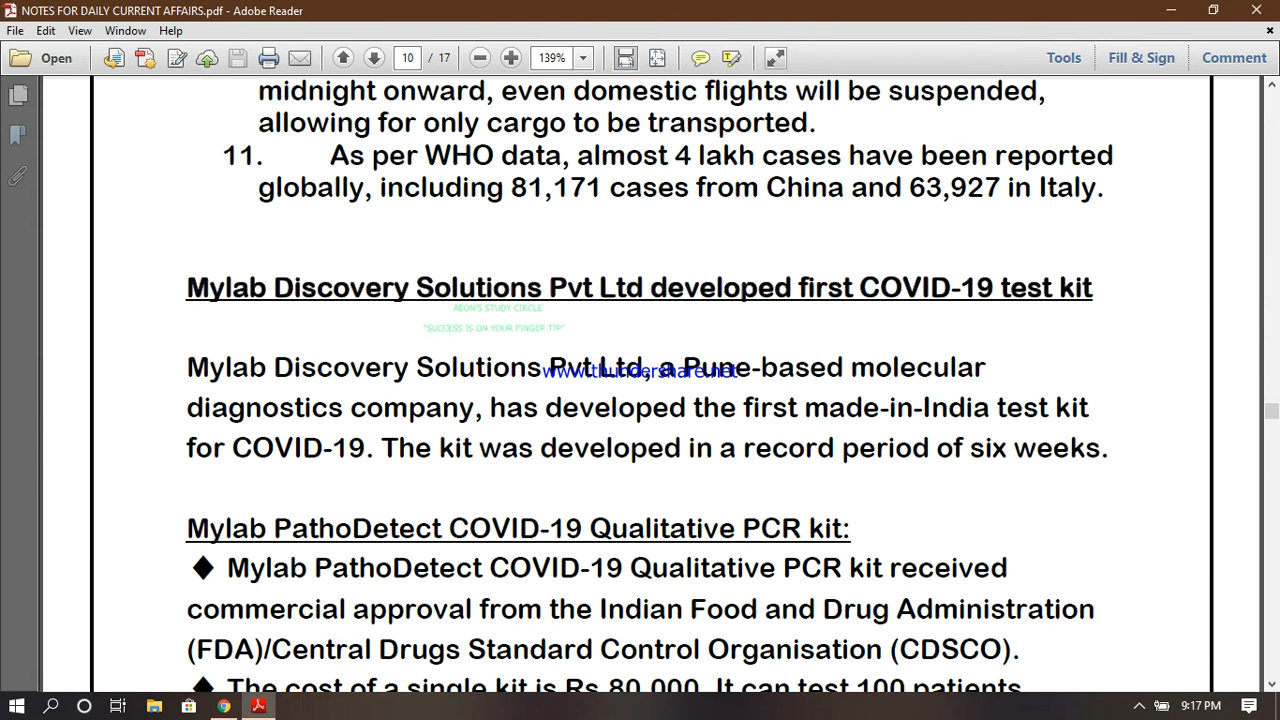 NOTES FOR DAILY CURRENT AFFAIRS.pdf - Adobe Reader
File Edit View Window Help
Open 10 / 17 139% Tools Fill & Sign Comment
midnight onward, even domestic flights will be suspended,
allowing for only cargo to be transported.
11. As per WHO data, almost 4 lakh cases have been reported
globally, including 81,171 cases from China and 63,927 in Italy.
Mylab Discovery Solutions Pvt Ltd developed first COVID-19 test kit
AEON'S STUDY CIRCLE
"SUCCESS IS ON YOUR FINGER TIP"
Mylab Discovery Solutions Pvt Ltd, a Pune-based molecular
www.thundershare.net
diagnostics company, has developed the first made-in-India test kit
for COVID-19. The kit was developed in a record period of six weeks.
Mylab PathoDetect COVID-19 Qualitative PCR kit:
◆ Mylab PathoDetect COVID-19 Qualitative PCR kit received
commercial approval from the Indian Food and Drug Administration
(FDA)/Central Drugs Standard Control Organisation (CDSCO).
◆ The cost of a single kit is Rs 80,000. It can test 100 patients
9:17 PM